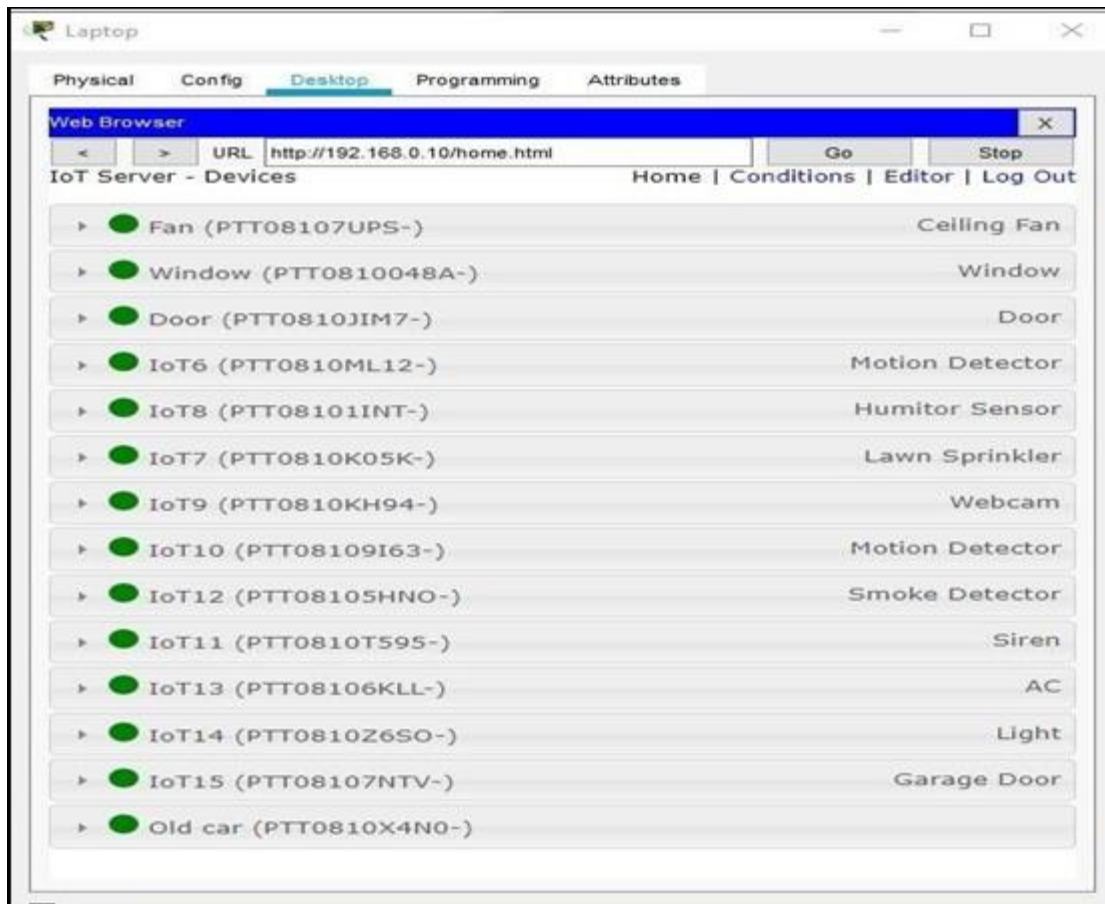 Laptop
Physical Config Desktop Programming Attributes
Web Browser X
< > URL http://192.168.0.10/home.html Go Stop
IoT Server - Devices Home | Conditions | Editor | Log Out
Fan (PTT08107UPS-) Ceiling Fan
Window (PTT0810048A-) Window
Door (PTT0810JIM7-) Door
IoT6 (PTT0810ML12-) Motion Detector
IoT8 (PTT08101INT-) Humitor Sensor
IoT7 (PTT0810K05K-) Lawn Sprinkler
IoT9 (PTT0810KH94-) Webcam
IoT10 (PTT08109I63-) Motion Detector
IoT12 (PTT08105HNO-) Smoke Detector
IoT11 (PTT0810T59S-) Siren
IoT13 (PTT08106KLL-) AC
IoT14 (PTT0810Z6SO-) Light
IoT15 (PTT08107NTV-) Garage Door
Old car (PTT0810X4N0-)